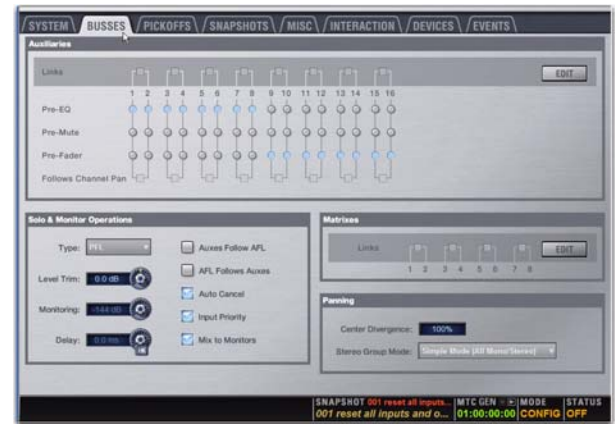 SYSTEM BUSSES PICKOFFS SNAPSHOTS MISC INTERACTION DEVICES EVENTS
Auxiliaries
Links EDIT
1 2 3 4 5 6 7 8 9 10 11 12 13 14 15 16
Pre-EQ
Pre-Mute
Pre-Fader
Follows Channel Pan
Solo & Monitor Operations
Type: PFL
Level Trim: 0.0 dB
Monitoring: -144 dB
Delay: 0.0 ms
Auxes Follow AFL
AFL Follows Auxes
Auto Cancel
Input Priority
Mix to Monitors
Matrixes
Links EDIT
1 2 3 4 5 6 7 8
Panning
Center Divergence: 100%
Stereo Group Mode: Simple Mode (All Mono/Stereo)
SNAPSHOT 001 reset all inputs... MTC GEN MODE STATUS
001 reset all inputs and o... 01:00:00:00 CONFIG OFF